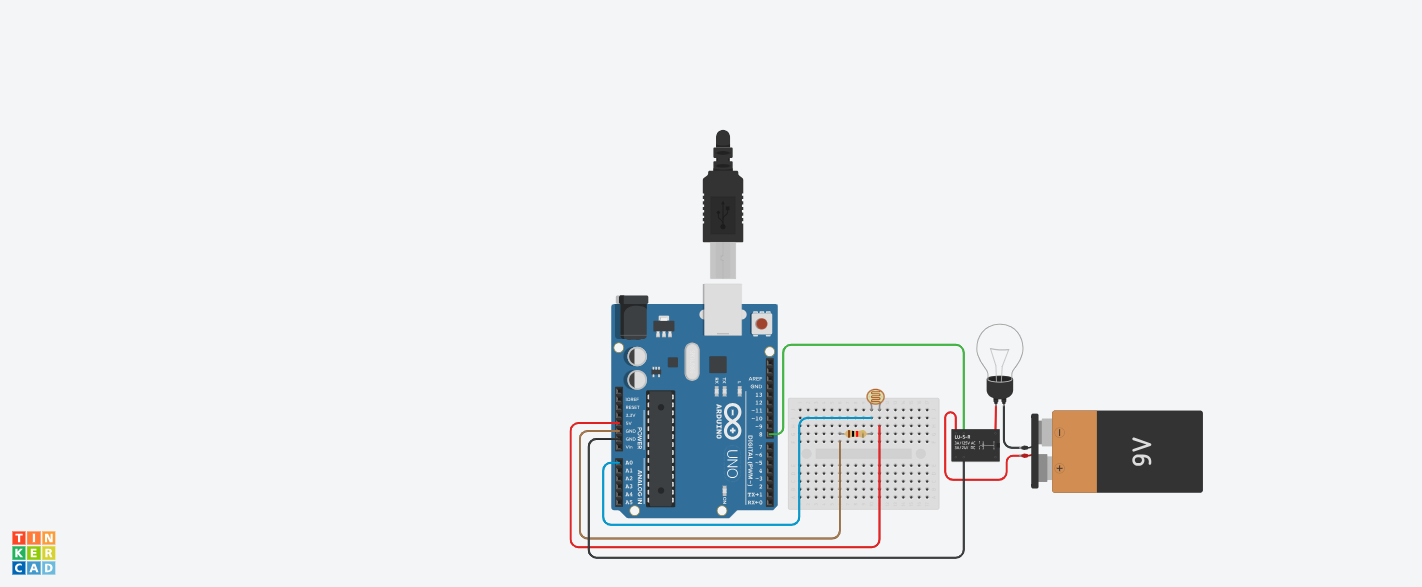 AREF
GND
13
12
~11
~10
~9
8
7
~6
~5
4
~3
2
TX→1
RX←0
DIGITAL (PWM~)
TX
RX
L
ON
ARDUINO
UNO
IOREF
RESET
3.3V
5V
GND
GND
Vin
POWER
A0
A1
A2
A3
A4
A5
ANALOG IN
LU-5-R
9V
TIN
KER
CAD